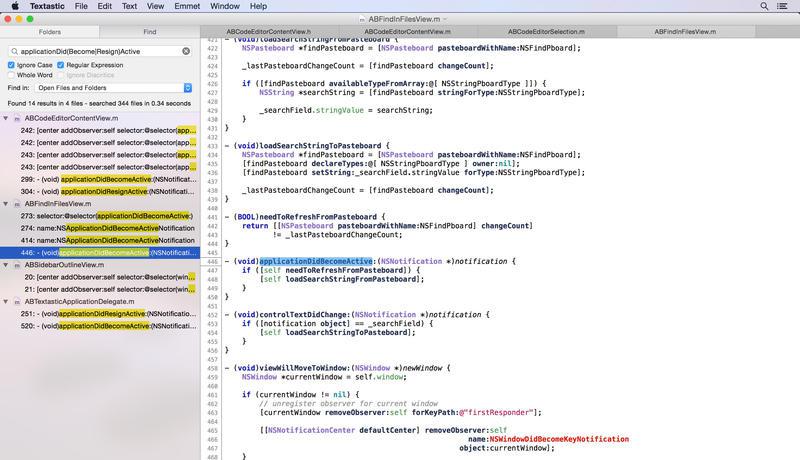 Textastic File Edit Text View Emmet Window Help
ABFindInFilesView.m
Folders Find
ABCodeEditorContentView.h ABCodeEditorContentView.m ABCodeEditorSelection.m ABFindInFilesView.m
applicationDid(Become|Resign)Active
Ignore Case Regular Expression
Whole Word Ignore Diacritics
Find in: Open Files and Folders
Found 14 results in 4 files - searched 344 files in 0.34 seconds
ABCodeEditorContentView.m
242: [center addObserver:self selector:@selector(app...
242: [center addObserver:self selector:@selector(app...
243: [center addObserver:self selector:@selector(app...
243: [center addObserver:self selector:@selector(app...
299: - (void)applicationDidBecomeActive:(NSNotificati...
304: - (void)applicationDidResignActive:(NSNotificati...
ABFindInFilesView.m
273: selector:@selector(applicationDidBecomeActive:)
274: name:NSApplicationDidBecomeActiveNotification
414: name:NSApplicationDidBecomeActiveNotification
446: - (void)applicationDidBecomeActive:(NSNotificati...
ABSidebarOutlineView.m
20: [center addObserver:self selector:@selector(win...
21: [center addObserver:self selector:@selector(win...
ABTextasticApplicationDelegate.m
251: - (void)applicationDidResignActive:(NSNotificatio...
520: - (void)applicationDidBecomeActive:(NSNotificati...
421 - (void)loadSearchStringFromPasteboard {
422 NSPasteboard *findPasteboard = [NSPasteboard pasteboardWithName:NSFindPboard];
423
424 _lastPasteboardChangeCount = [findPasteboard changeCount];
425
426 if ([findPasteboard availableTypeFromArray:@[ NSStringPboardType ]]) {
427 NSString *searchString = [findPasteboard stringForType:NSStringPboardType];
428
429 _searchField.stringValue = searchString;
430 }
431 }
432
433 - (void)loadSearchStringToPasteboard {
434 NSPasteboard *findPasteboard = [NSPasteboard pasteboardWithName:NSFindPboard];
435 [findPasteboard declareTypes:@[ NSStringPboardType ] owner:nil];
436 [findPasteboard setString:_searchField.stringValue forType:NSStringPboardType];
437
438 _lastPasteboardChangeCount = [findPasteboard changeCount];
439 }
440
441 - (BOOL)needToRefreshFromPasteboard {
442 return [[NSPasteboard pasteboardWithName:NSFindPboard] changeCount]
443 != _lastPasteboardChangeCount;
444 }
445
446 - (void)applicationDidBecomeActive:(NSNotification *)notification {
447 if ([self needToRefreshFromPasteboard]) {
448 [self loadSearchStringFromPasteboard];
449 }
450 }
451
452 - (void)controlTextDidChange:(NSNotification *)notification {
453 if ([notification object] == _searchField) {
454 [self loadSearchStringToPasteboard];
455 }
456 }
457
458 - (void)viewWillMoveToWindow:(NSWindow *)newWindow {
459 NSWindow *currentWindow = self.window;
460
461 if (currentWindow != nil) {
462 // unregister observer for current window
463 [currentWindow removeObserver:self forKeyPath:@"firstResponder"];
464
465 [[NSNotificationCenter defaultCenter] removeObserver:self
466 name:NSWindowDidBecomeKeyNotification
467 object:currentWindow];
468 }